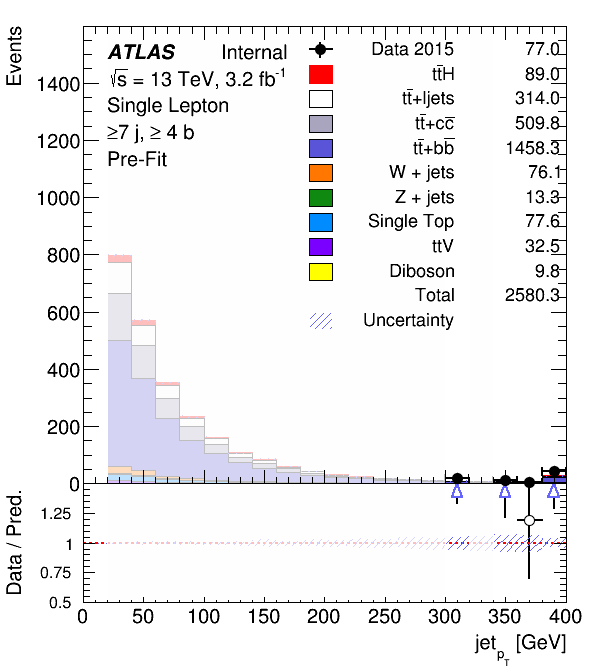 Events
ATLAS Internal
√s = 13 TeV, 3.2 fb⁻¹
Single Lepton
≥7 j, ≥ 4 b
Pre-Fit
Data 2015 77.0
tt̄H 89.0
tt̄+ljets 314.0
tt̄+cc̄ 509.8
tt̄+bb̄ 1458.3
W + jets 76.1
Z + jets 13.3
Single Top 77.6
ttV 32.5
Diboson 9.8
Total 2580.3
Uncertainty
1400
1200
1000
800
600
400
200
0
Data / Pred.
1.25
1
0.75
0.5
0 50 100 150 200 250 300 350 400
jet_pT [GeV]